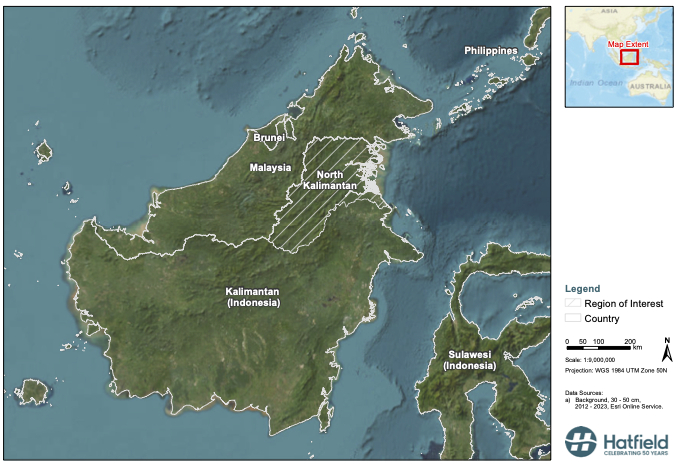 Philippines
Brunei
Malaysia
North
Kalimantan
Kalimantan
(Indonesia)
Sulawesi
(Indonesia)
ASIA
Map Extent
Indian Ocean
AUSTRALIA
Legend
Region of Interest
Country
0 50 100 200
km
N
Scale: 1:9,000,000
Projection: WGS 1984 UTM Zone 50N
Data Sources:
a) Background, 30 - 50 cm,
2012 - 2023, Esri Online Service.
Hatfield
CELEBRATING 50 YEARS